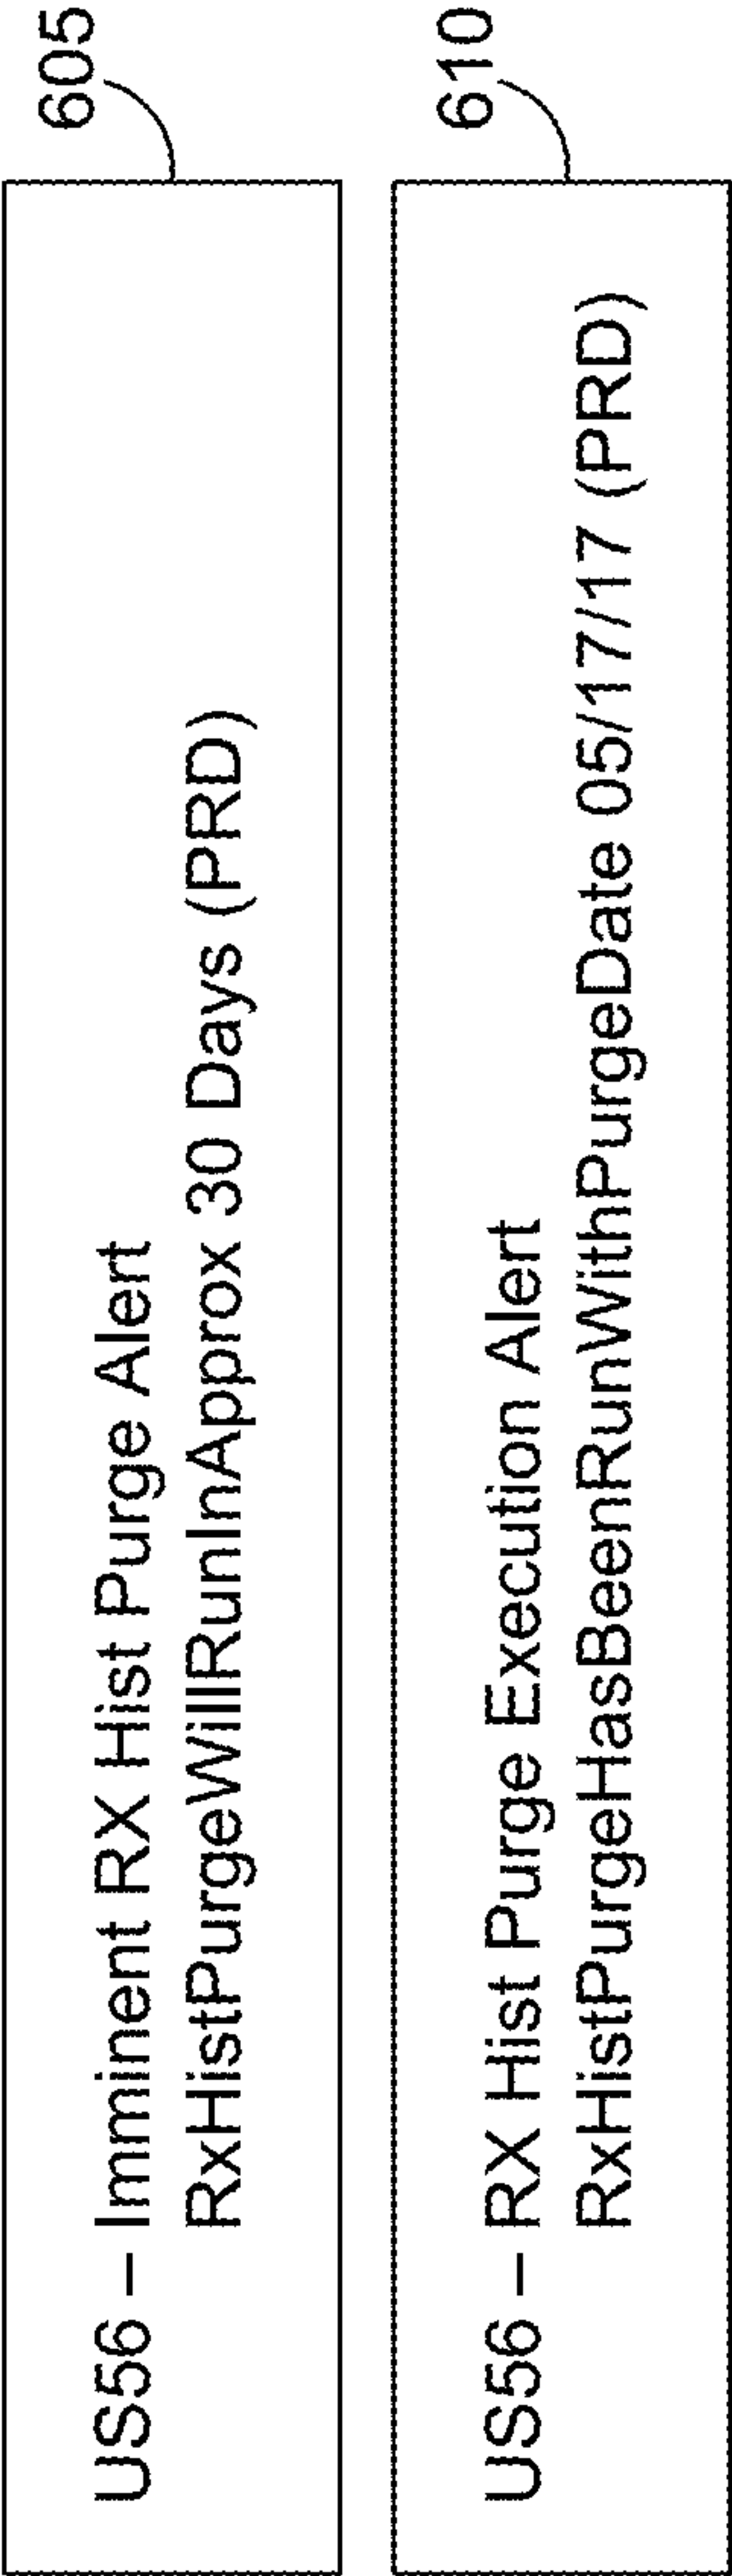 605
US56 – Imminent RX Hist Purge Alert
RxHistPurgeWillRunInApprox 30 Days (PRD)
610
US56 – RX Hist Purge Execution Alert
RxHistPurgeHasBeenRunWithPurgeDate 05/17/17 (PRD)